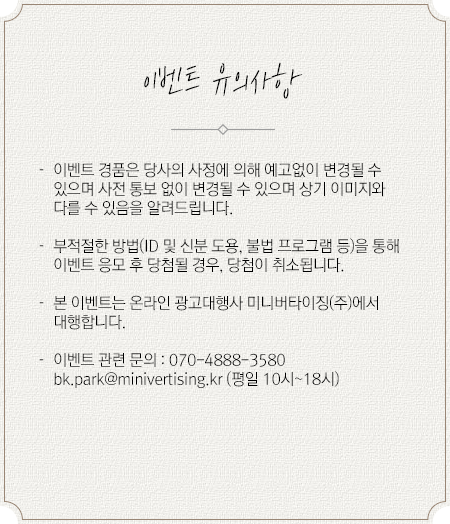 이벤트 유의사항
- 이벤트 경품은 당사의 사정에 의해 예고없이 변경될 수
있으며 사전 통보 없이 변경될 수 있으며 상기 이미지와
다를 수 있음을 알려드립니다.
- 부적절한 방법(ID 및 신분 도용, 불법 프로그램 등)을 통해
이벤트 응모 후 당첨될 경우, 당첨이 취소됩니다.
- 본 이벤트는 온라인 광고대행사 미니버타이징(주)에서
대행합니다.
- 이벤트 관련 문의 : 070-4888-3580
bk.park@minivertising.kr (평일 10시~18시)